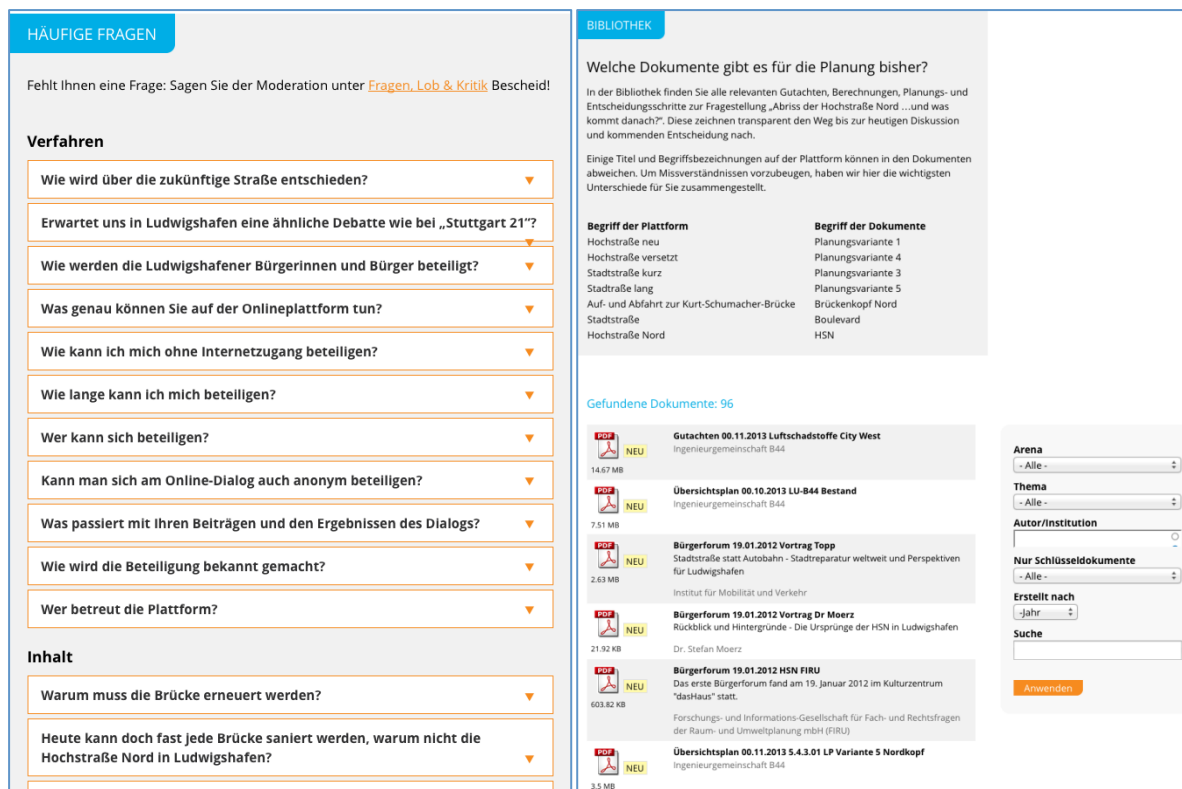 HÄUFIGE FRAGEN
Fehlt Ihnen eine Frage: Sagen Sie der Moderation unter Fragen, Lob & Kritik Bescheid!
Verfahren
Wie wird über die zukünftige Straße entschieden?
Erwartet uns in Ludwigshafen eine ähnliche Debatte wie bei „Stuttgart 21“?
Wie werden die Ludwigshafener Bürgerinnen und Bürger beteiligt?
Was genau können Sie auf der Onlineplattform tun?
Wie kann ich mich ohne Internetzugang beteiligen?
Wie lange kann ich mich beteiligen?
Wer kann sich beteiligen?
Kann man sich am Online-Dialog auch anonym beteiligen?
Was passiert mit Ihren Beiträgen und den Ergebnissen des Dialogs?
Wie wird die Beteiligung bekannt gemacht?
Wer betreut die Plattform?
Inhalt
Warum muss die Brücke erneuert werden?
Heute kann doch fast jede Brücke saniert werden, warum nicht die
Hochstraße Nord in Ludwigshafen?
BIBLIOTHEK
Welche Dokumente gibt es für die Planung bisher?
In der Bibliothek finden Sie alle relevanten Gutachten, Berechnungen, Planungs- und
Entscheidungsschritte zur Fragestellung „Abriss der Hochstraße Nord …und was
kommt danach?“. Diese zeichnen transparent den Weg bis zur heutigen Diskussion
und kommenden Entscheidung nach.
Einige Titel und Begriffsbezeichnungen auf der Plattform können in den Dokumenten
abweichen. Um Missverständnissen vorzubeugen, haben wir hier die wichtigsten
Unterschiede für Sie zusammengestellt.
Begriff der Plattform Begriff der Dokumente
Hochstraße neu Planungsvariante 1
Hochstraße versetzt Planungsvariante 4
Stadtstraße kurz Planungsvariante 3
Stadtraße lang Planungsvariante 5
Auf- und Abfahrt zur Kurt-Schumacher-Brücke Brückenkopf Nord
Stadtstraße Boulevard
Hochstraße Nord HSN
Gefundene Dokumente: 96
PDF NEU Gutachten 00.11.2013 Luftschadstoffe City West
Ingenieurgemeinschaft B44
14.67 MB
PDF NEU Übersichtsplan 00.10.2013 LU-B44 Bestand
Ingenieurgemeinschaft B44
7.51 MB
PDF NEU Bürgerforum 19.01.2012 Vortrag Topp
Stadtstraße statt Autobahn - Stadtreparatur weltweit und Perspektiven
für Ludwigshafen
2.63 MB
Institut für Mobilität und Verkehr
PDF NEU Bürgerforum 19.01.2012 Vortrag Dr Moerz
Rückblick und Hintergründe - Die Ursprünge der HSN in Ludwigshafen
21.92 KB Dr. Stefan Moerz
PDF NEU Bürgerforum 19.01.2012 HSN FIRU
Das erste Bürgerforum fand am 19. Januar 2012 im Kulturzentrum
"dasHaus" statt.
603.82 KB
Forschungs- und Informations-Gesellschaft für Fach- und Rechtsfragen
der Raum- und Umweltplanung mbH (FIRU)
PDF NEU Übersichtsplan 00.11.2013 5.4.3.01 LP Variante 5 Nordkopf
Ingenieurgemeinschaft B44
3.5 MB
Arena
- Alle -
Thema
- Alle -
Autor/Institution
Nur Schlüsseldokumente
- Alle -
Erstellt nach
-Jahr
Suche
Anwenden